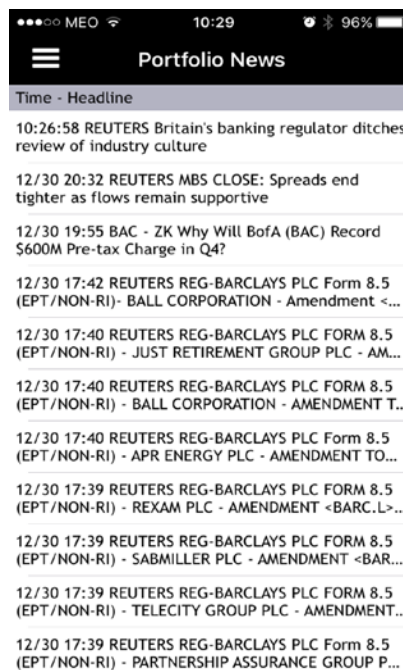 MEO 10:29 96%
Portfolio News
Time - Headline
10:26:58 REUTERS Britain's banking regulator ditches
review of industry culture
12/30 20:32 REUTERS MBS CLOSE: Spreads end
tighter as flows remain supportive
12/30 19:55 BAC - ZK Why Will BofA (BAC) Record
$600M Pre-tax Charge in Q4?
12/30 17:42 REUTERS REG-BARCLAYS PLC Form 8.5
(EPT/NON-RI)- BALL CORPORATION - Amendment <...
12/30 17:40 REUTERS REG-BARCLAYS PLC FORM 8.5
(EPT/NON-RI) - JUST RETIREMENT GROUP PLC - AM...
12/30 17:40 REUTERS REG-BARCLAYS PLC FORM 8.5
(EPT/NON-RI) - BALL CORPORATION - AMENDMENT T...
12/30 17:40 REUTERS REG-BARCLAYS PLC Form 8.5
(EPT/NON-RI) - APR ENERGY PLC - AMENDMENT TO...
12/30 17:39 REUTERS REG-BARCLAYS PLC FORM 8.5
(EPT/NON-RI) - REXAM PLC - AMENDMENT <BARC.L>...
12/30 17:39 REUTERS REG-BARCLAYS PLC FORM 8.5
(EPT/NON-RI) - SABMILLER PLC - AMENDMENT <BAR...
12/30 17:39 REUTERS REG-BARCLAYS PLC FORM 8.5
(EPT/NON-RI) - TELECITY GROUP PLC - AMENDMENT...
12/30 17:39 REUTERS REG-BARCLAYS PLC Form 8.5
(EPT/NON-RI) - PARTNERSHIP ASSURANCE GROUP P...